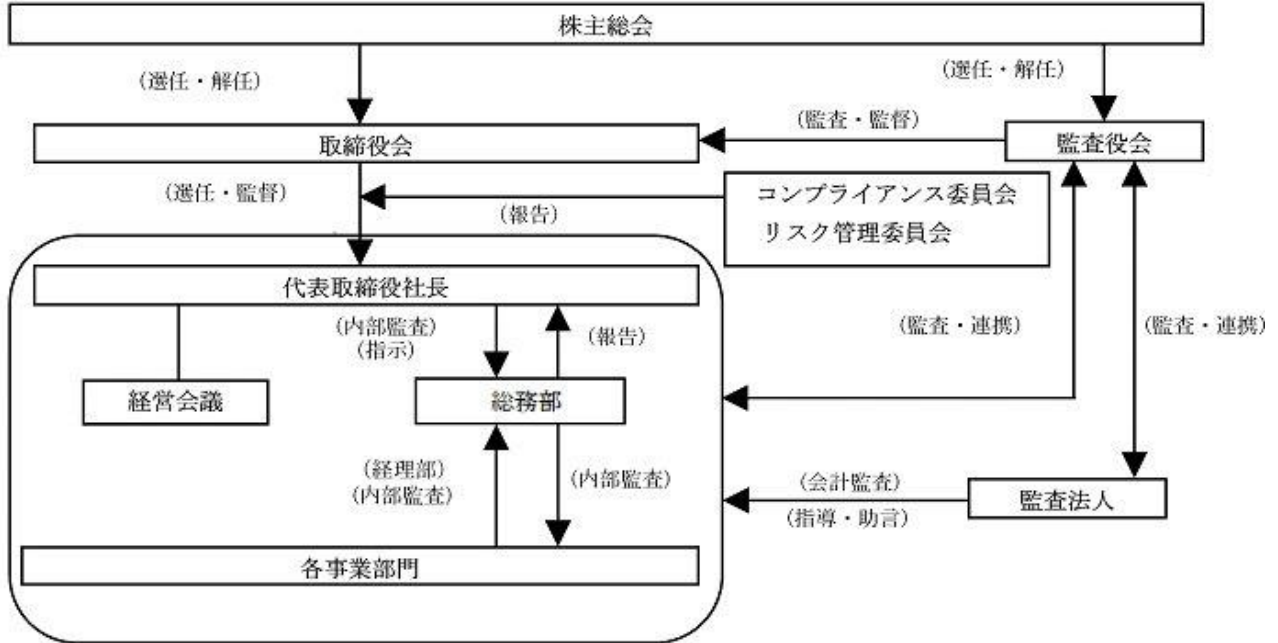 株主総会
(選任・解任)
(選任・解任)
(監査・監督)
取締役会
監査役会
(選任・監督)
(報告)
コンプライアンス委員会
リスク管理委員会
代表取締役社長
(内部監査)
(指示)
(報告)
(監査・連携)
(監査・連携)
経営会議
総務部
(経理部)
(内部監査)
(内部監査)
(会計監査)
(指導・助言)
監査法人
各事業部門